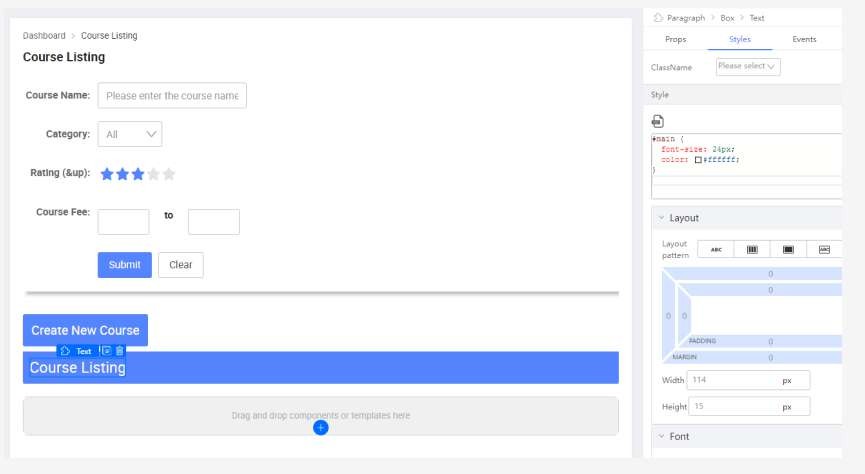 Dashboard > Course Listing
Course Listing
Course Name: Please enter the course name
Category: All
Rating (&up):
Course Fee: to
Submit Clear
Create New Course
Text
Course Listing
Drag and drop components or templates here
Paragraph > Box > Text
Props Styles Events
ClassName Please select
Style
#main {
font-size: 24px;
color: #ffffff;
}
Layout
Layout pattern ABC ABC
0
0
0 0
PADDING 0
MARGIN 0
Width 114 px
Height 15 px
Font